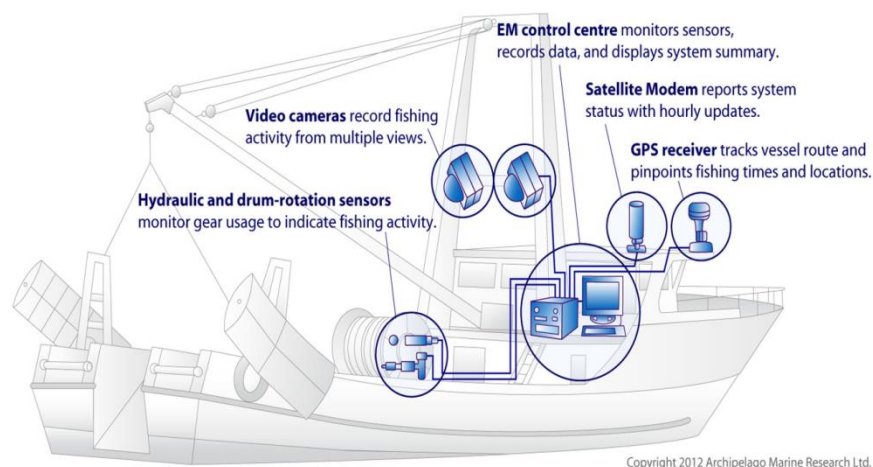 EM control centre monitors sensors,
records data, and displays system summary.
Satellite Modem reports system
status with hourly updates.
Video cameras record fishing
activity from multiple views.
GPS receiver tracks vessel route and
pinpoints fishing times and locations.
Hydraulic and drum-rotation sensors
monitor gear usage to indicate fishing activity.
Copyright 2012 Archipelago Marine Research Ltd.